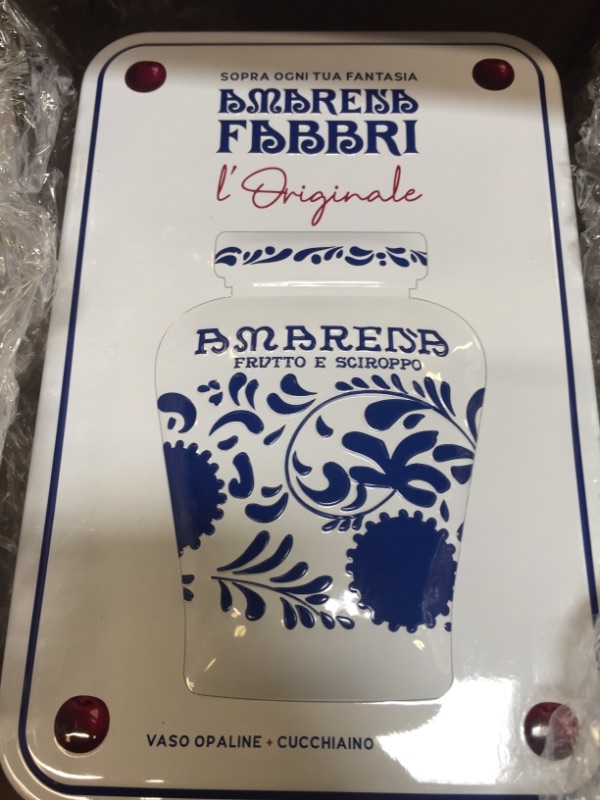 SOPRA OGNI TUA FANTASIA
AMARENA
FABBRI
l'Originale
AMARENA
FRUTTO E SCIROPPO
VASO OPALINE + CUCCHIAINO